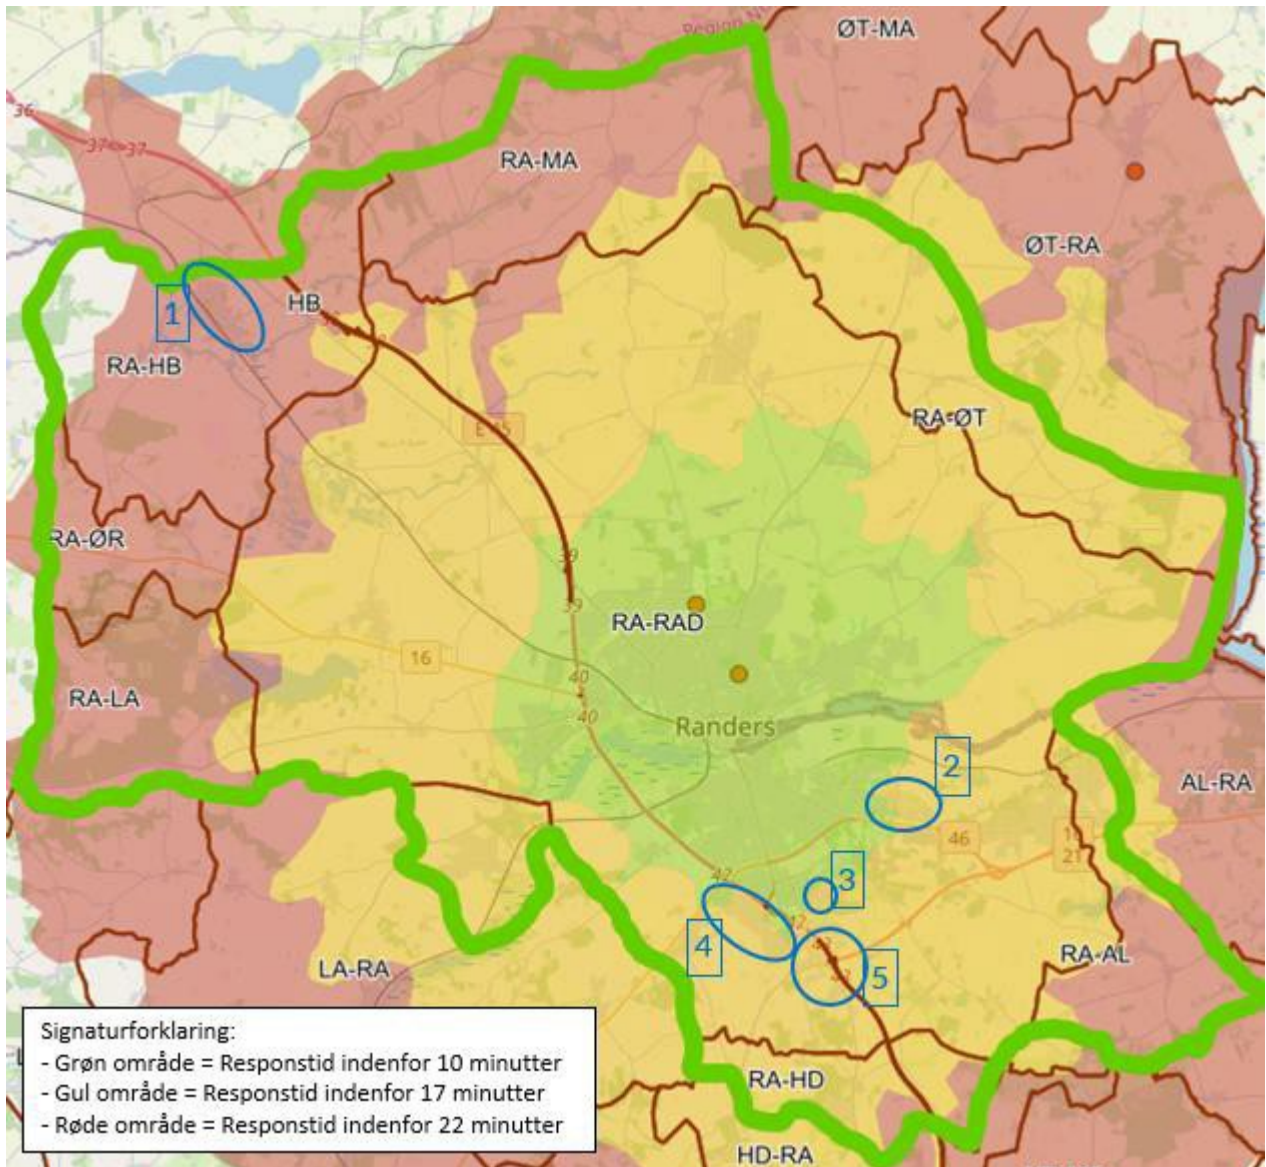 Region N
ØT-MA
36
37
37
RA-MA
ØT-RA
HB
1
RA-HB
RA-ØT
E 45
RA-ØR
39
39
RA-RAD
16
40
40
RA-LA
Randers
2
AL-RA
46
21
42
3
4
42
43
5
RA-AL
LA-RA
Signaturforklaring:
- Grøn område = Responstid indenfor 10 minutter
- Gul område = Responstid indenfor 17 minutter
- Røde område = Responstid indenfor 22 minutter
RA-HD
HD-RA